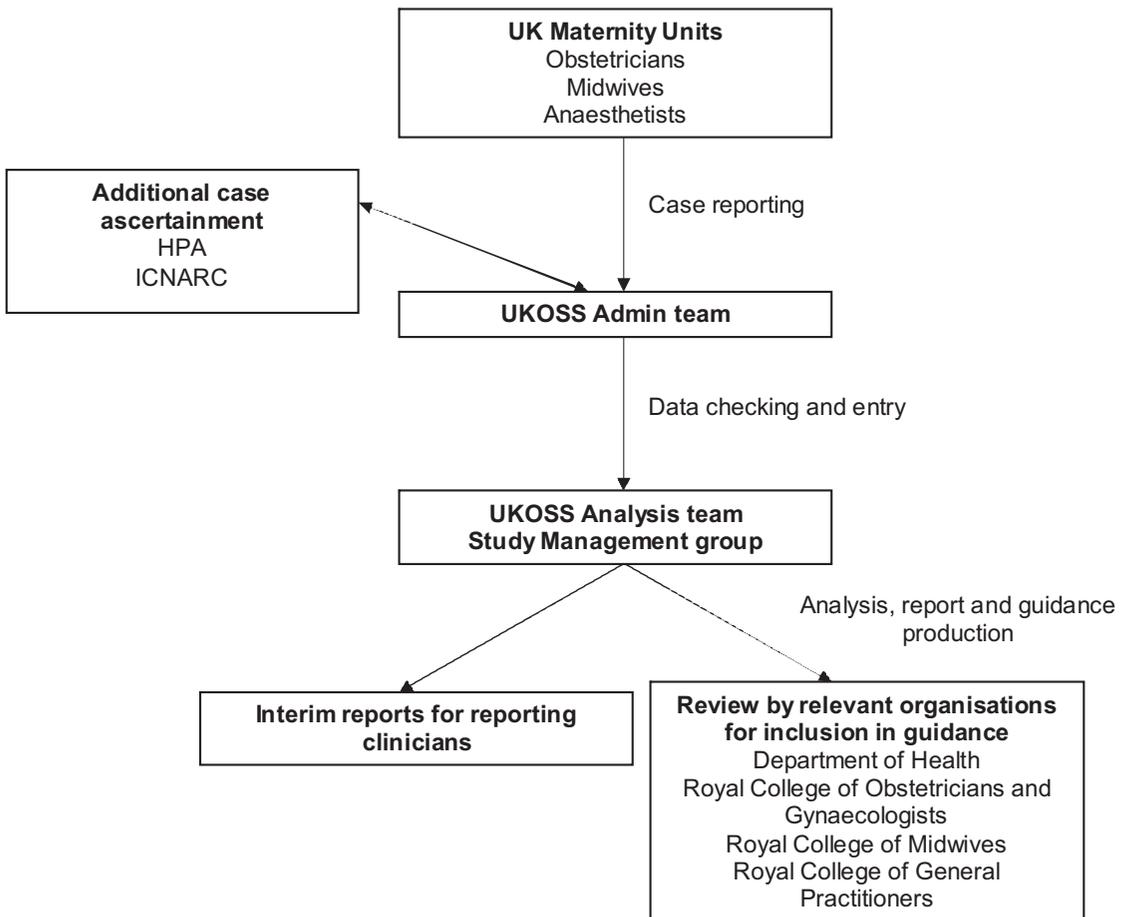 UK Maternity Units
Obstetricians
Midwives
Anaesthetists
Additional case
ascertainment
HPA
ICNARC
Case reporting
UKOSS Admin team
Data checking and entry
UKOSS Analysis team
Study Management group
Analysis, report and guidance
production
Interim reports for reporting
clinicians
Review by relevant organisations
for inclusion in guidance
Department of Health
Royal College of Obstetricians and
Gynaecologists
Royal College of Midwives
Royal College of General
Practitioners